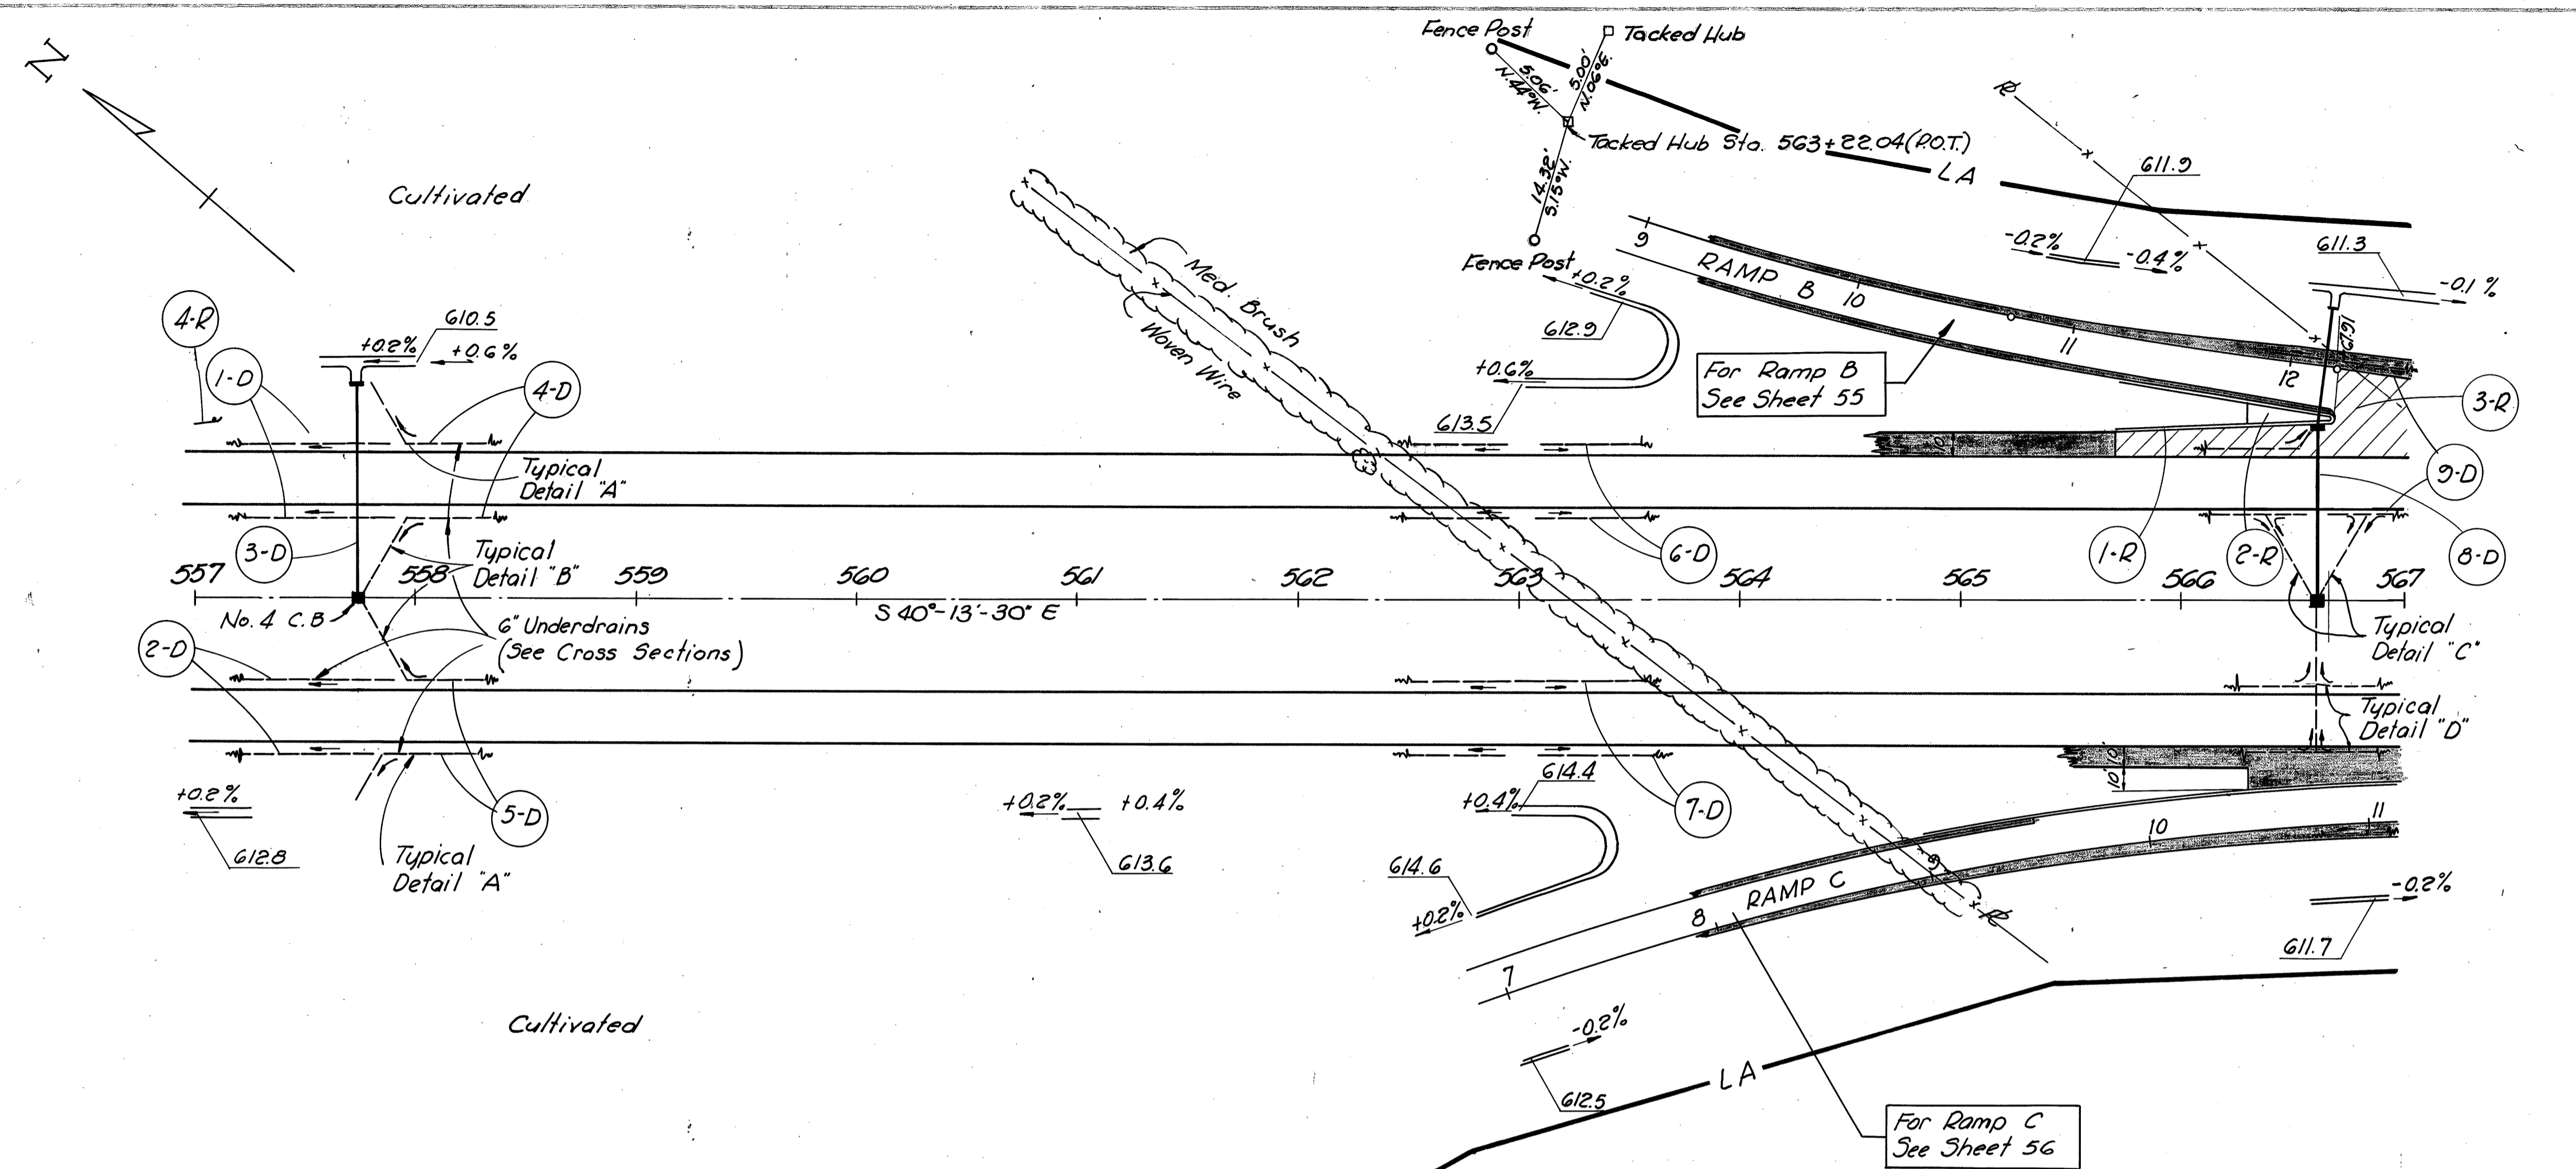 N
Fence Post
Tacked Hub
5.06'
N.44°W.
5.00'
N.06°E.
Tacked Hub Sta. 563+22.04 (P.O.T.)
14.32'
S.15°W.
Fence Post
LA
611.9
-0.2%
-0.4%
611.3
-0.1%
Cultivated
Med. Brush
Woven Wire
9
RAMP B
10
11
12
For Ramp B
See Sheet 55
+0.2%
612.9
+0.6%
613.5
4-R
1-D
610.5
+0.2%
+0.6%
4-D
Typical
Detail "A"
10'
3-R
9-D
3-D
Typical
Detail "B"
6-D
1-R
2-R
8-D
557
558
559
560
561
562
563
564
565
566
567
No. 4 C.B
S 40°-13'-30" E
6" Underdrains
(See Cross Sections)
2-D
Typical
Detail "C"
Typical
Detail "D"
10'
10'
+0.2%
612.8
5-D
Typical
Detail "A"
+0.2%
+0.4%
613.6
614.4
+0.4%
614.6
+0.2%
7-D
7
8
RAMP C
9
10
11
-0.2%
611.7
Cultivated
-0.2%
612.5
LA
For Ramp C
See Sheet 56